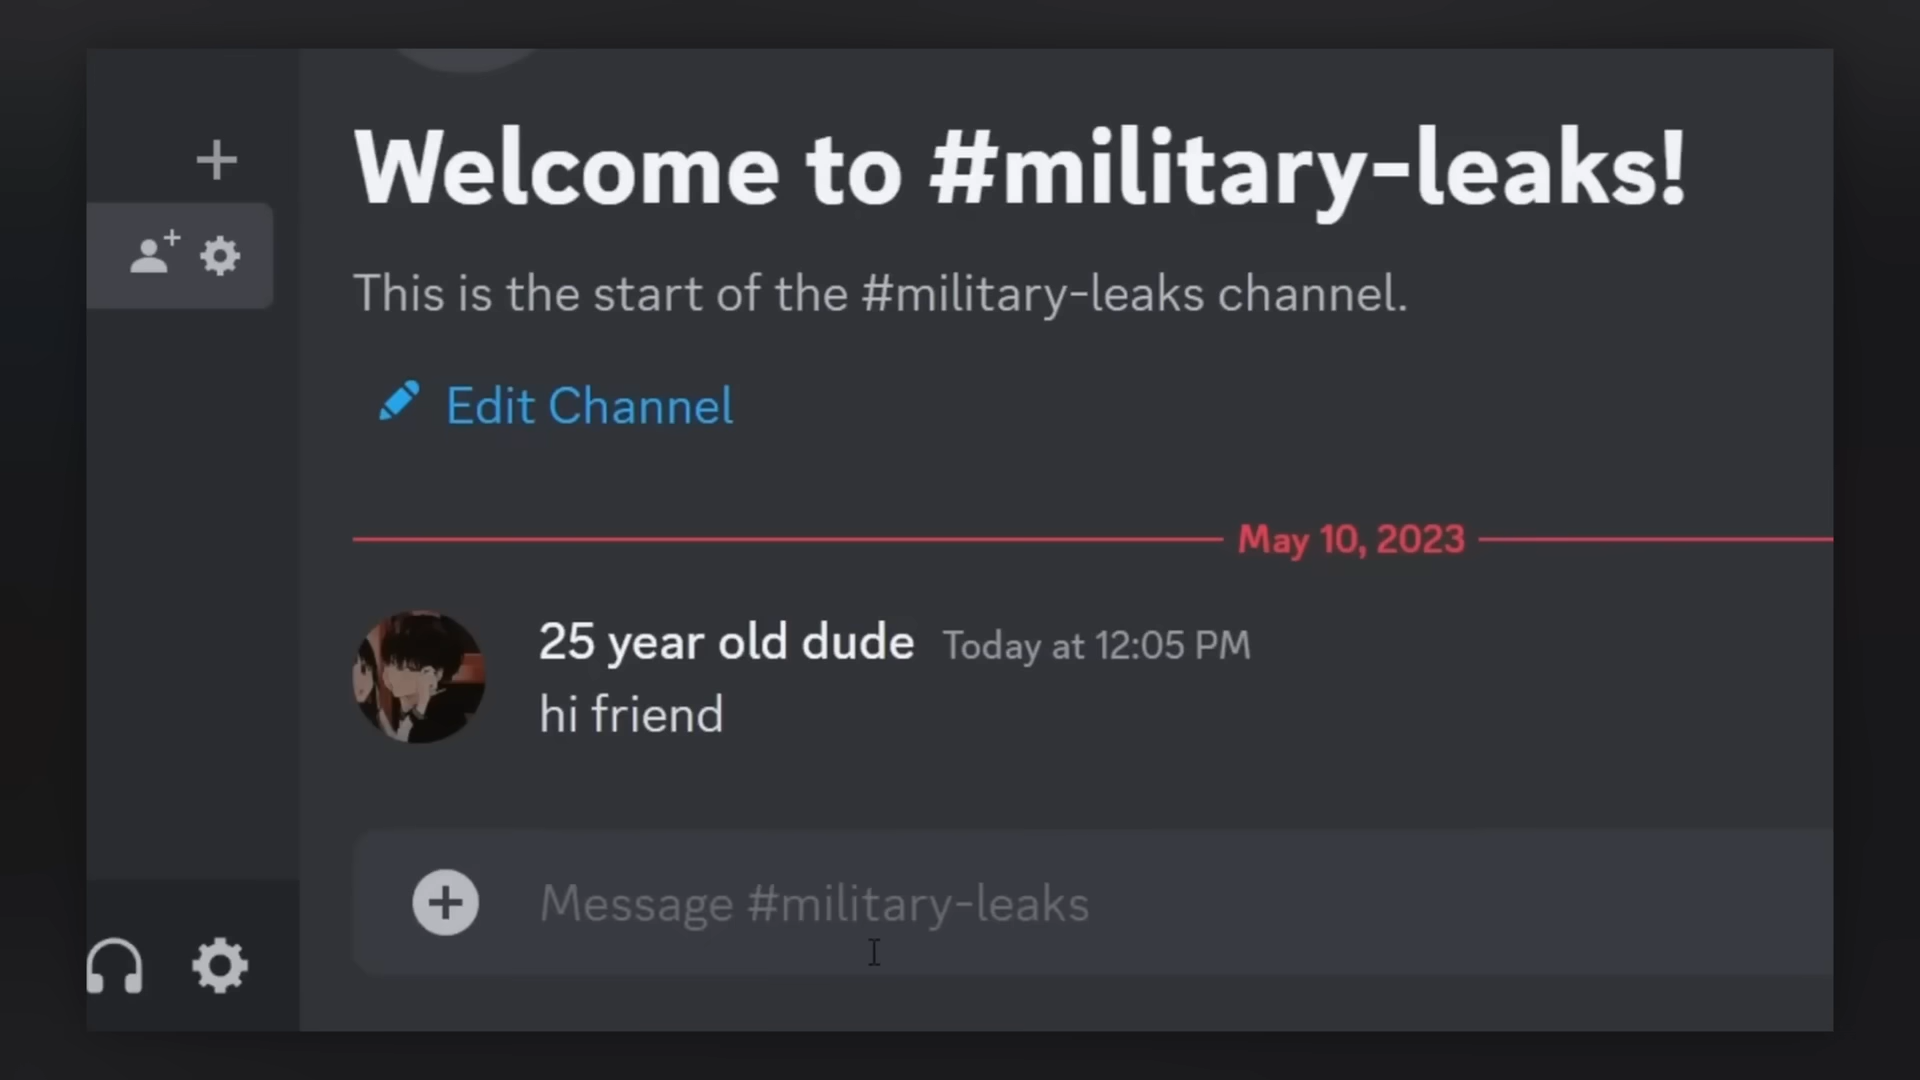 Welcome to #military-leaks!
This is the start of the #military-leaks channel.
Edit Channel
May 10, 2023
25 year old dude Today at 12:05 PM
hi friend
Message #military-leaks